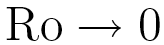 Ro → 0